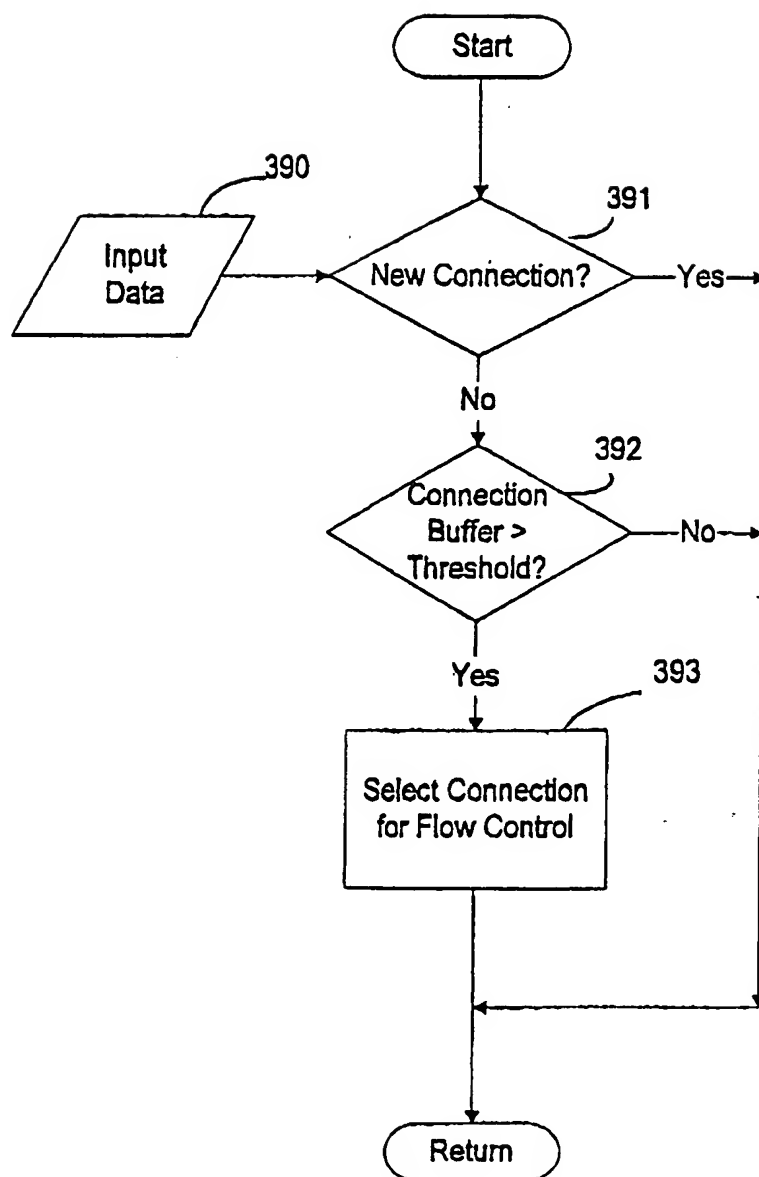 Start
390
Input
Data
391
New Connection?
Yes
No
392
Connection
Buffer >
Threshold?
No
Yes
393
Select Connection
for Flow Control
Return